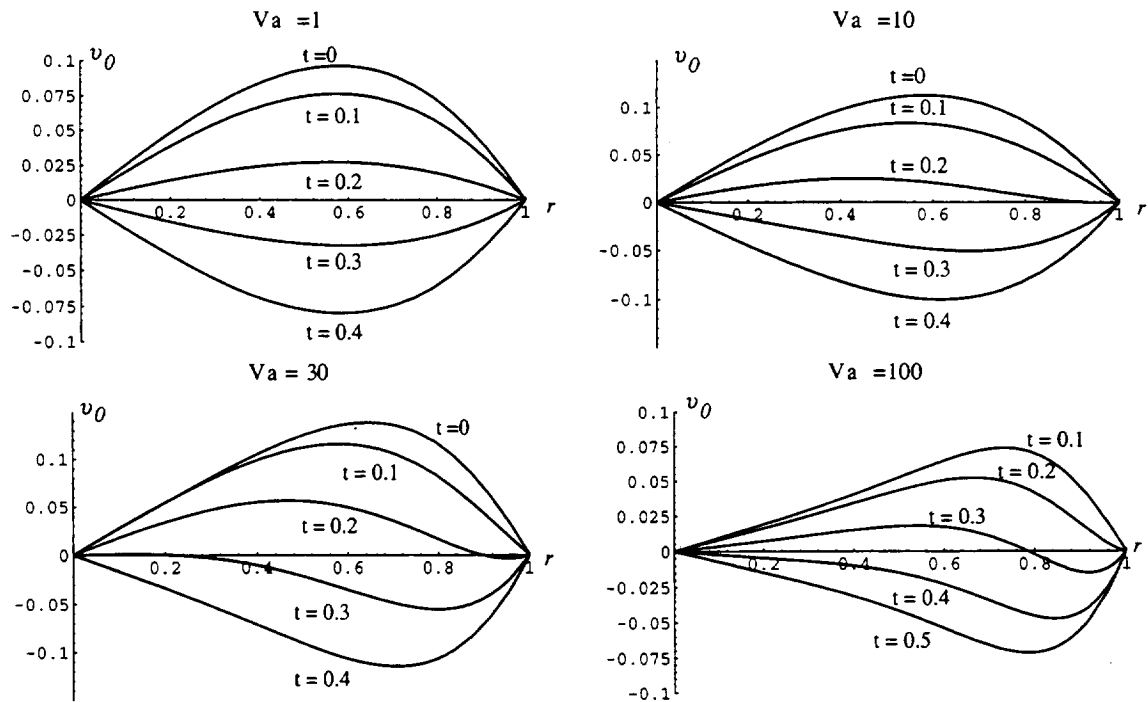 Va =1
υ0
0.1
0.075
0.05
0.025
0
-0.025
-0.05
-0.075
-0.1
t =0
t = 0.1
t = 0.2
t = 0.3
t = 0.4
0.2 0.4 0.6 0.8 1 r
Va =10
υ0
0.1
0.05
0
-0.05
-0.1
t=0
t=0.1
t = 0.2
t = 0.3
t = 0.4
0.2 0.4 0.6 0.8 1 r
Va = 30
υ0
0.1
0.05
0
-0.05
-0.1
t=0
t = 0.1
t = 0.2
t = 0.3
t = 0.4
0.2 0.4 0.6 0.8 1 r
Va =100
υ0
0.1
0.075
0.05
0.025
0
-0.025
-0.05
-0.075
-0.1
t = 0.1
t = 0.2
t = 0.3
t = 0.4
t = 0.5
0.2 0.4 0.6 0.8 1 r